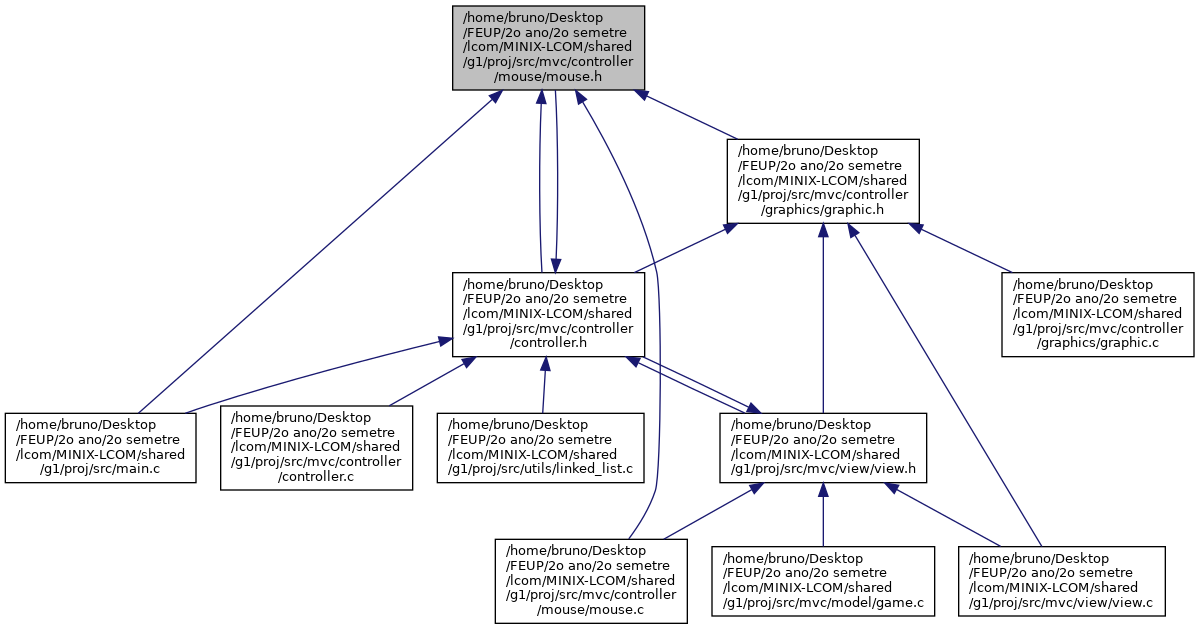 /home/bruno/Desktop
/FEUP/2o ano/2o semetre
/lcom/MINIX-LCOM/shared
/g1/proj/src/mvc/controller
/mouse/mouse.h
/home/bruno/Desktop
/FEUP/2o ano/2o semetre
/lcom/MINIX-LCOM/shared
/g1/proj/src/mvc/controller
/graphics/graphic.h
/home/bruno/Desktop
/FEUP/2o ano/2o semetre
/lcom/MINIX-LCOM/shared
/g1/proj/src/mvc/controller
/controller.h
/home/bruno/Desktop
/FEUP/2o ano/2o semetre
/lcom/MINIX-LCOM/shared
/g1/proj/src/mvc/controller
/graphics/graphic.c
/home/bruno/Desktop
/FEUP/2o ano/2o semetre
/lcom/MINIX-LCOM/shared
/g1/proj/src/main.c
/home/bruno/Desktop
/FEUP/2o ano/2o semetre
/lcom/MINIX-LCOM/shared
/g1/proj/src/mvc/controller
/controller.c
/home/bruno/Desktop
/FEUP/2o ano/2o semetre
/lcom/MINIX-LCOM/shared
/g1/proj/src/utils/linked_list.c
/home/bruno/Desktop
/FEUP/2o ano/2o semetre
/lcom/MINIX-LCOM/shared
/g1/proj/src/mvc/view/view.h
/home/bruno/Desktop
/FEUP/2o ano/2o semetre
/lcom/MINIX-LCOM/shared
/g1/proj/src/mvc/controller
/mouse/mouse.c
/home/bruno/Desktop
/FEUP/2o ano/2o semetre
/lcom/MINIX-LCOM/shared
/g1/proj/src/mvc/model/game.c
/home/bruno/Desktop
/FEUP/2o ano/2o semetre
/lcom/MINIX-LCOM/shared
/g1/proj/src/mvc/view/view.c